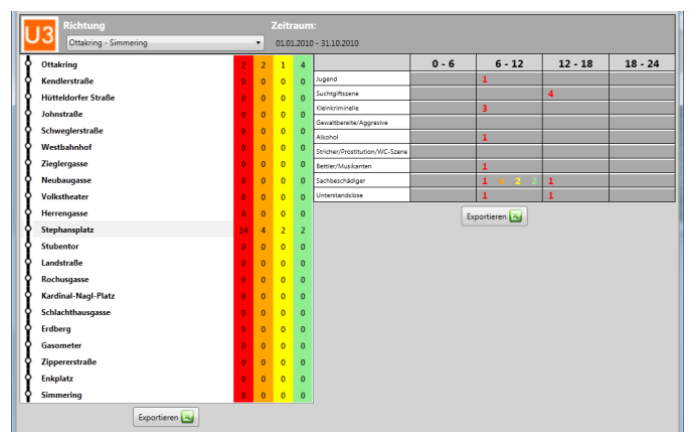 U3
Richtung Zeitraum:
Ottakring - Simmering 01.01.2010 - 31.10.2010
0 - 6 6 - 12 12 - 18 18 - 24
Ottakring 2 2 1 4
Kendlerstraße 0 0 0 0
Hütteldorfer Straße 0 0 0 0
Johnstraße 0 0 0 0
Schweglerstraße 0 0 0 0
Westbahnhof 0 0 0 0
Zieglergasse 0 0 0 0
Neubaugasse 0 0 0 0
Volkstheater 0 0 0 0
Herrengasse 0 0 0 0
Stephansplatz 14 4 2 2
Stubentor 0 0 0 0
Landstraße 0 0 0 0
Rochusgasse 0 0 0 0
Kardinal-Nagl-Platz 0 0 0 0
Schlachthausgasse 0 0 0 0
Erdberg 0 0 0 0
Gasometer 0 0 0 0
Zippererstraße 0 0 0 0
Enkplatz 0 0 0 0
Simmering 0 0 0 0
Exportieren
Jugend 1
Suchtgiftszene 4
Kleinkriminelle 3
Gewaltbereite/Aggresive
Alkohol 1
Stricher/Prostitution/WC-Szene
Bettler/Musikanten 1
Sachbeschädiger 1 4 2 2 1
Unterstandslose 1 1
Exportieren